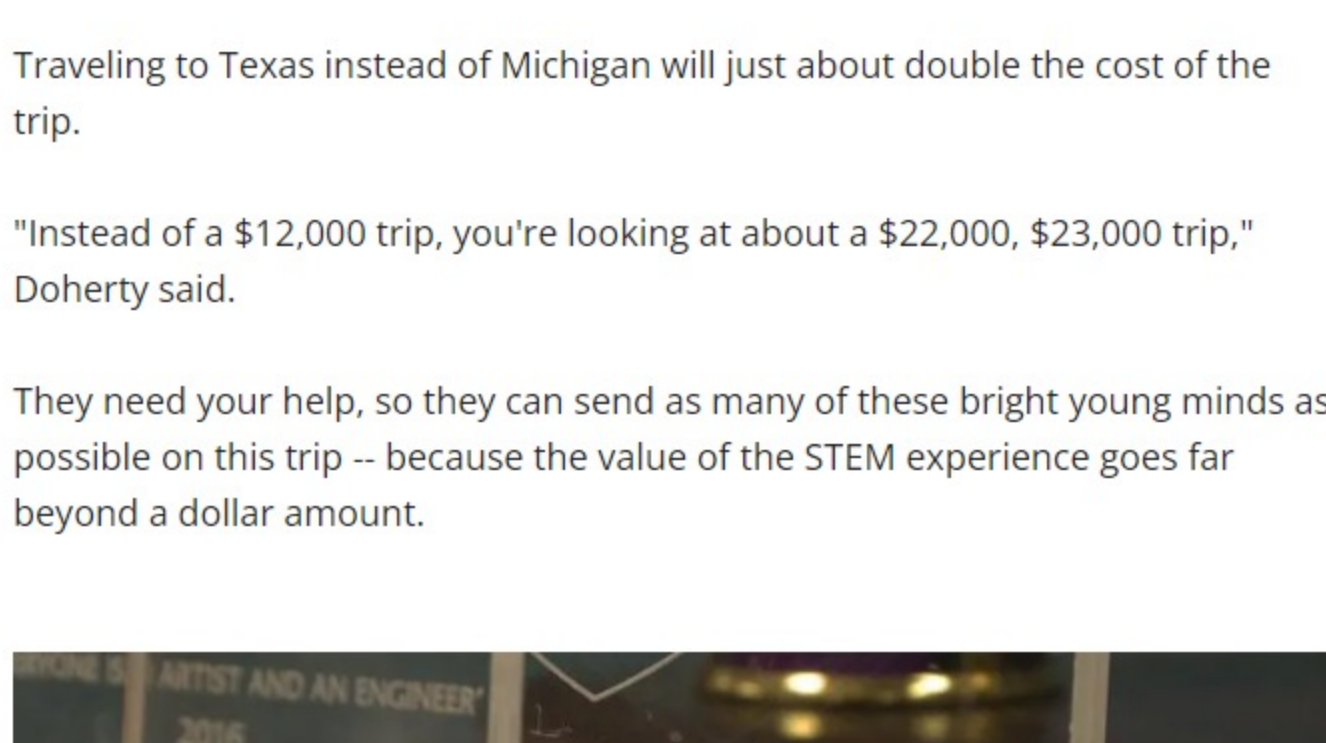 Traveling to Texas instead of Michigan will just about double the cost of the
trip.
"Instead of a $12,000 trip, you're looking at about a $22,000, $23,000 trip,"
Doherty said.
They need your help, so they can send as many of these bright young minds as
possible on this trip -- because the value of the STEM experience goes far
beyond a dollar amount.
ARTIST AND AN ENGINEER'
2016